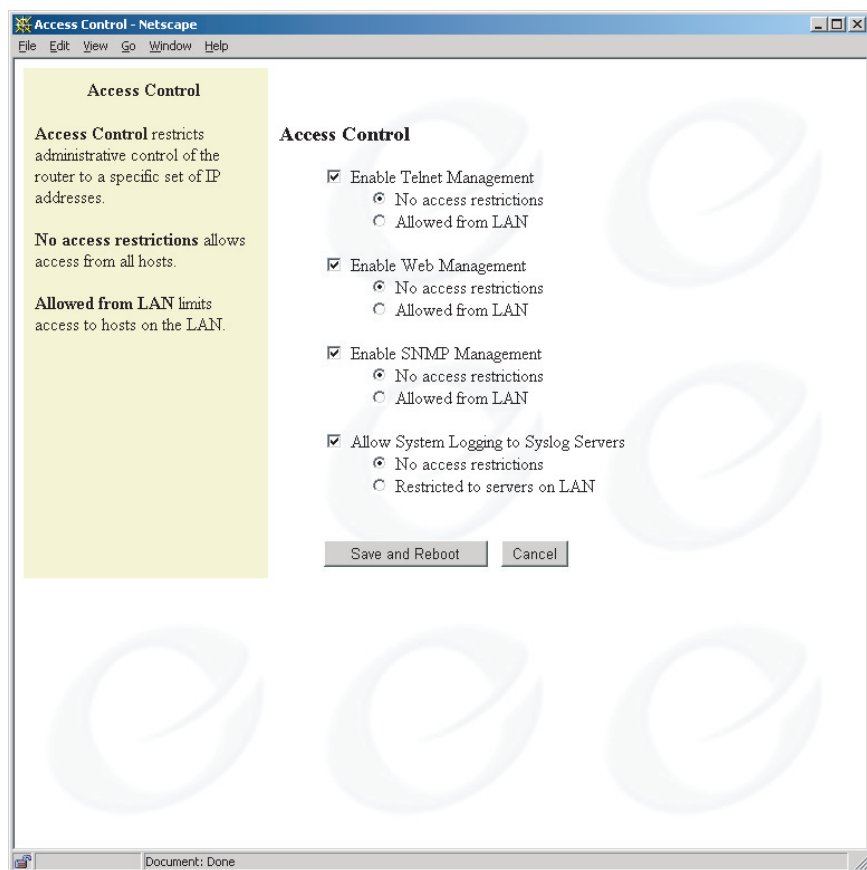 Access Control - Netscape
File Edit View Go Window Help
Access Control
Access Control restricts
administrative control of the
router to a specific set of IP
addresses.
No access restrictions allows
access from all hosts.
Allowed from LAN limits
access to hosts on the LAN.
Access Control
Enable Telnet Management
No access restrictions
Allowed from LAN
Enable Web Management
No access restrictions
Allowed from LAN
Enable SNMP Management
No access restrictions
Allowed from LAN
Allow System Logging to Syslog Servers
No access restrictions
Restricted to servers on LAN
Save and Reboot Cancel
Document: Done